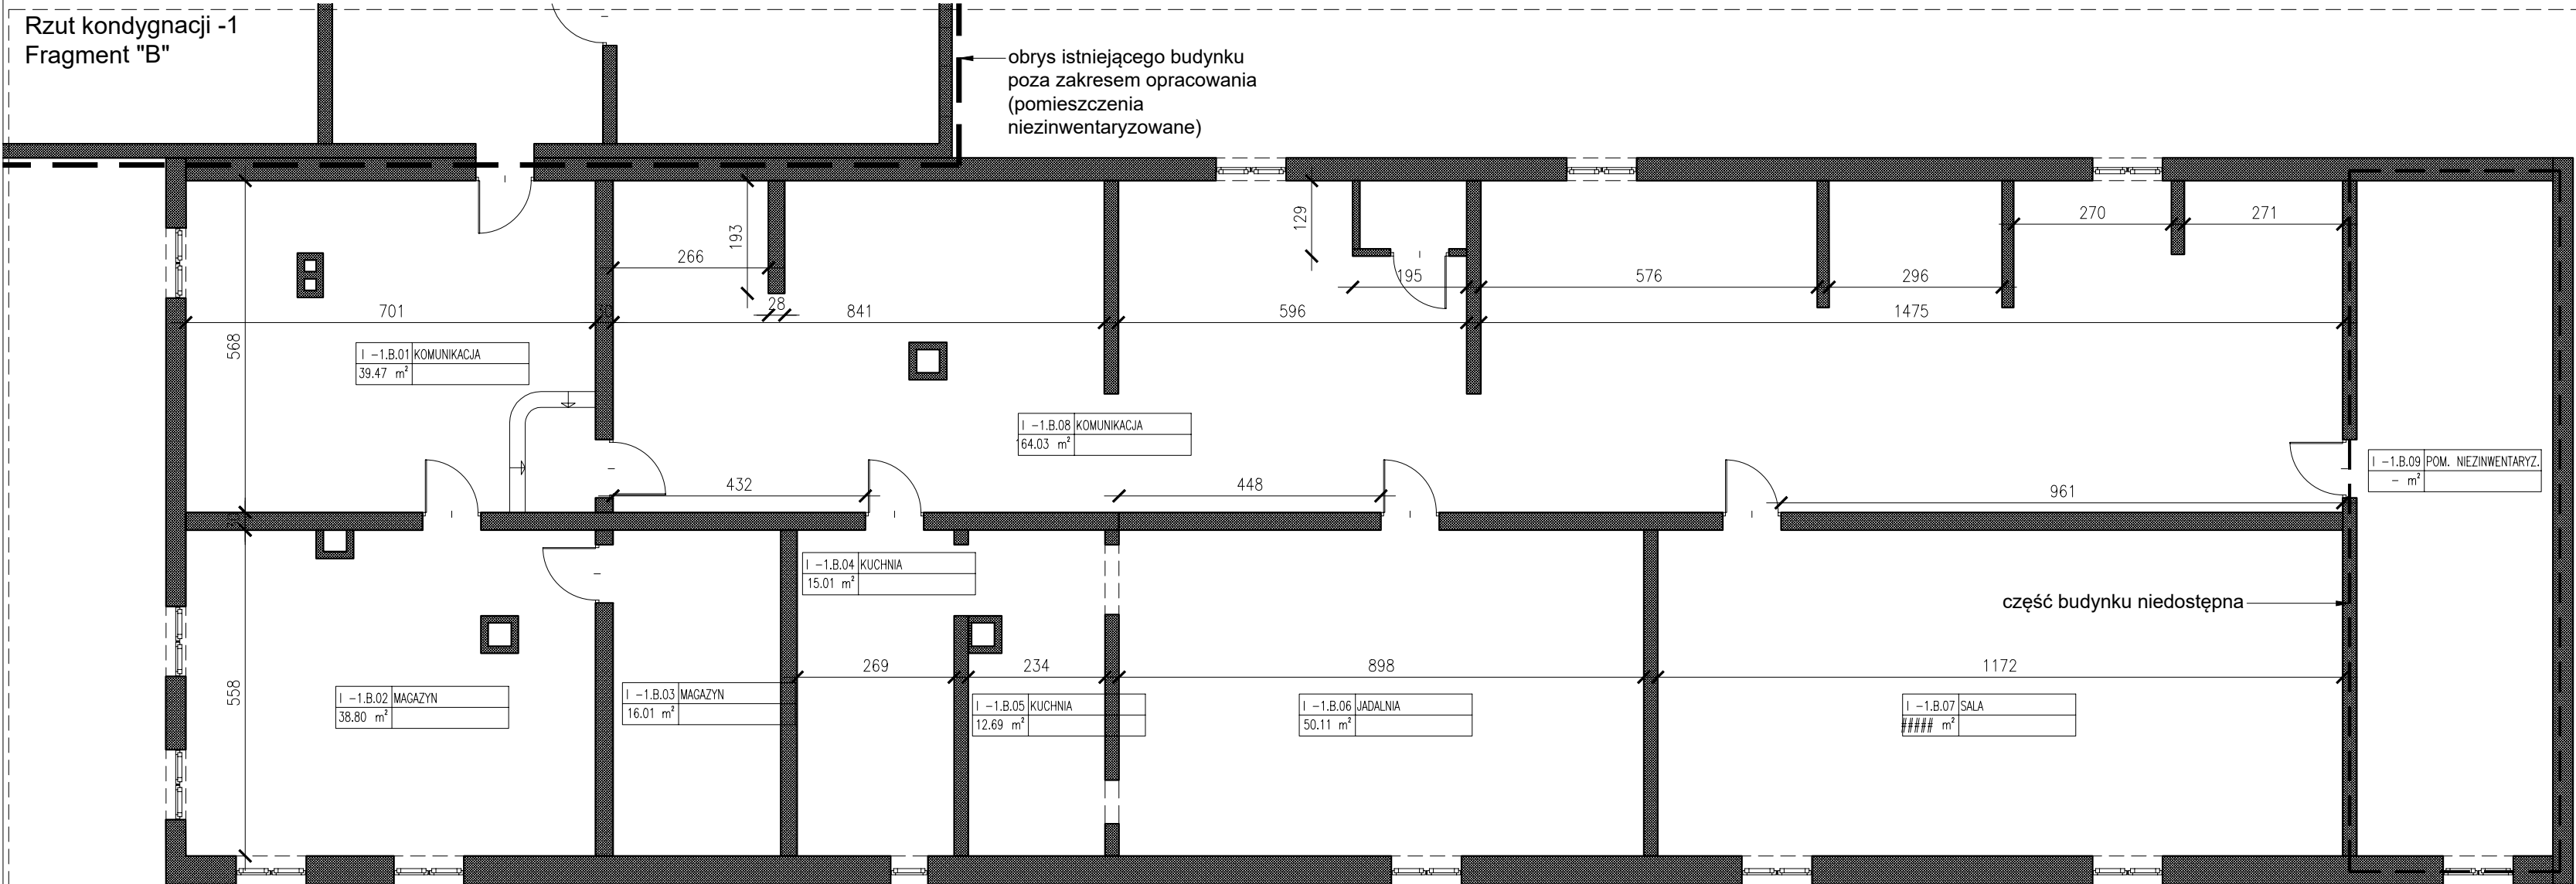 Rzut kondygnacji -1
Fragment "B"
obrys istniejącego budynku
poza zakresem opracowania
(pomieszczenia
niezinwentaryzowane)
193
129
270
271
266
195
576
296
28
701
841
596
1475
568
I -1.B.01 KOMUNIKACJA
39.47 m²
I -1.B.08 KOMUNIKACJA
164.03 m²
432
448
961
I -1.B.09 POM. NIEZINWENTARYZ.
- m²
I -1.B.04 KUCHNIA
15.01 m²
część budynku niedostępna
269
234
898
1172
558
I -1.B.02 MAGAZYN
38.80 m²
I -1.B.03 MAGAZYN
16.01 m²
I -1.B.05 KUCHNIA
12.69 m²
I -1.B.06 JADALNIA
50.11 m²
I -1.B.07 SALA
##### m²